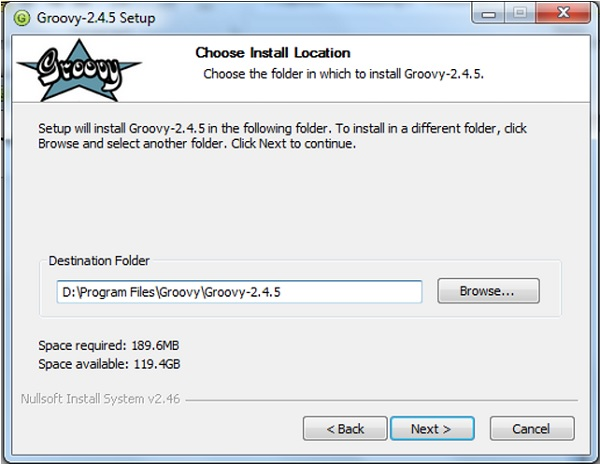 Groovy-2.4.5 Setup
Groovy
Choose Install Location
Choose the folder in which to install Groovy-2.4.5.
Setup will install Groovy-2.4.5 in the following folder. To install in a different folder, click
Browse and select another folder. Click Next to continue.
Destination Folder
D:\Program Files\Groovy\Groovy-2.4.5
Browse...
Space required: 189.6MB
Space available: 119.4GB
Nullsoft Install System v2.46
< Back
Next >
Cancel